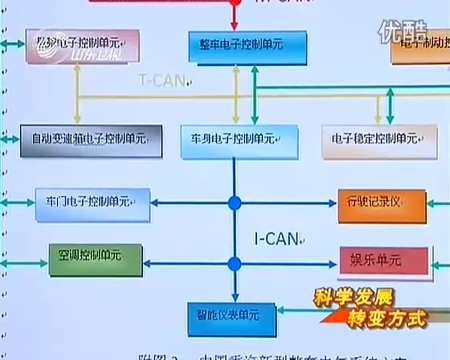 M-CAN
优酷
山东卫视
电子控制单元
整车电子控制单元
电子制动控
T-CAN
自动变速箱电子控制单元
车身电子控制单元
电子稳定控制单元
车门电子控制单元
行驶记录仪
I-CAN
空调控制单元
娱乐单元
科学发展
转变方式
智能仪表单元